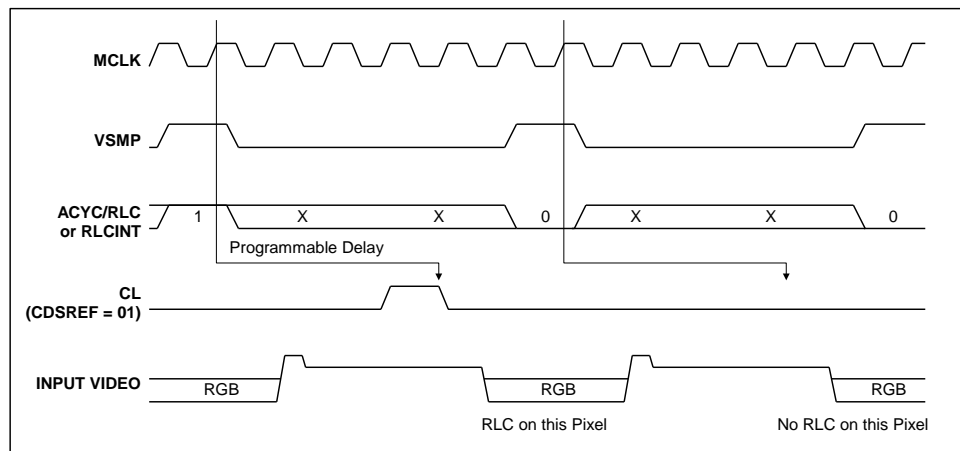 MCLK
VSMP
ACYC/RLC
or RLCINT
1 X X 0 X X 0
Programmable Delay
CL
(CDSREF = 01)
INPUT VIDEO
RGB RGB RGB
RLC on this Pixel No RLC on this Pixel